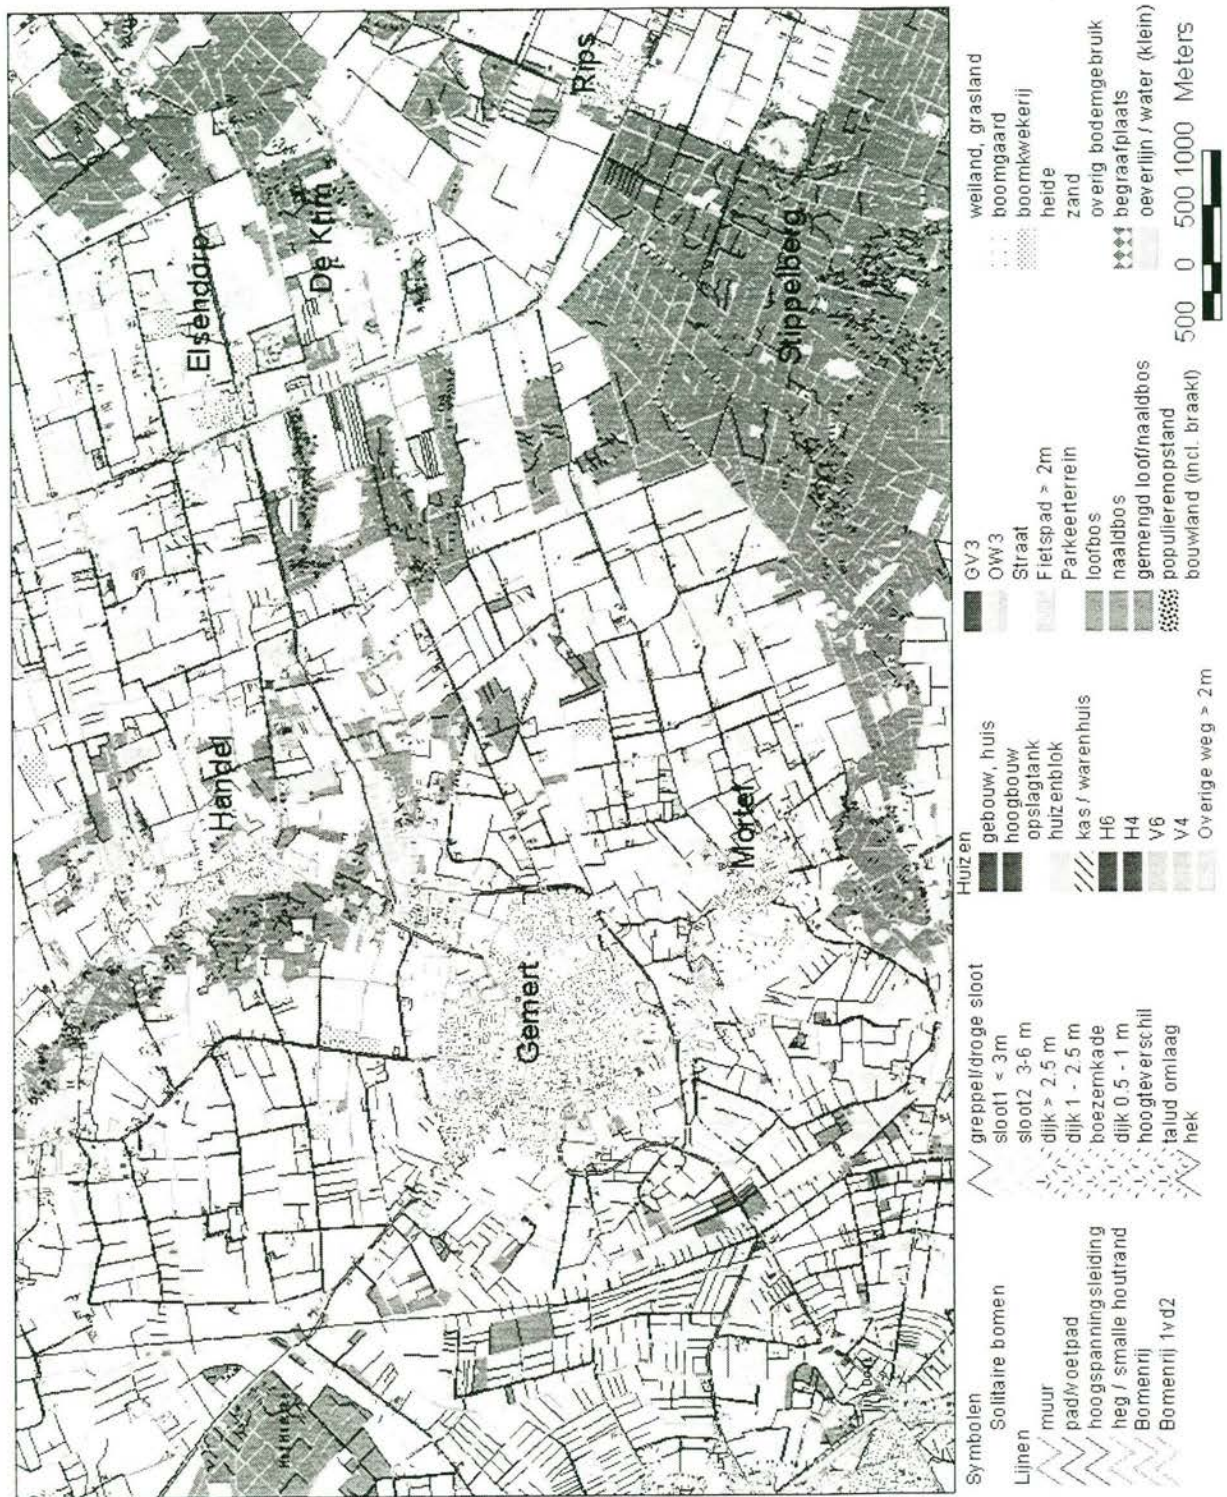 Elsendorp
De Krim
Rips
Handel
Stippelberg
Gemert
Mortel
Symbolen
Solitaire bomen
Lijnen
muur
pad/voetpad
hoogspanningsleiding
heg / smalle houtrand
Bomenrij
Bomenrij 1vd2
greppel/droge sloot
sloot1 < 3m
sloot2 3-6 m
dijk > 2.5 m
dijk 1 - 2.5 m
boezemkade
dijk 0.5 - 1 m
hoogteverschil
talud omlaag
hek
Huizen
gebouw, huis
hoogbouw
opslagtank
huizenblok
kas / warenhuis
H6
H4
V6
V4
Overige weg > 2m
GV3
OW3
Straat
Fietspad > 2m
Parkeerterrein
loofbos
naaldbos
gemengd loof/naaldbos
populierenopstand
bouwland (incl. braakl)
weiland, grasland
boomgaard
boomkwekerij
heide
zand
overig bodemgebruik
begraafplaats
oeverlijn / water (klein)
500 0 500 1000 Meters